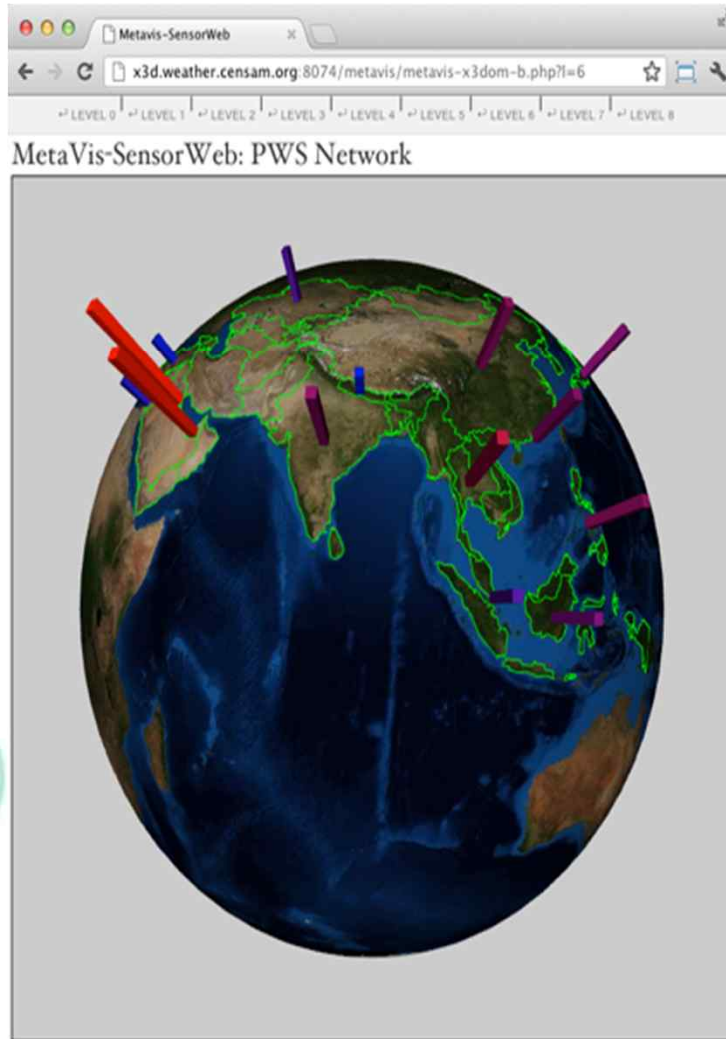 Metavis-SensorWeb
x3d.weather.censam.org:8074/metavis/metavis-x3dom-b.php?l=6
LEVEL 0 LEVEL 1 LEVEL 2 LEVEL 3 LEVEL 4 LEVEL 5 LEVEL 6 LEVEL 7 LEVEL 8
MetaVis-SensorWeb: PWS Network